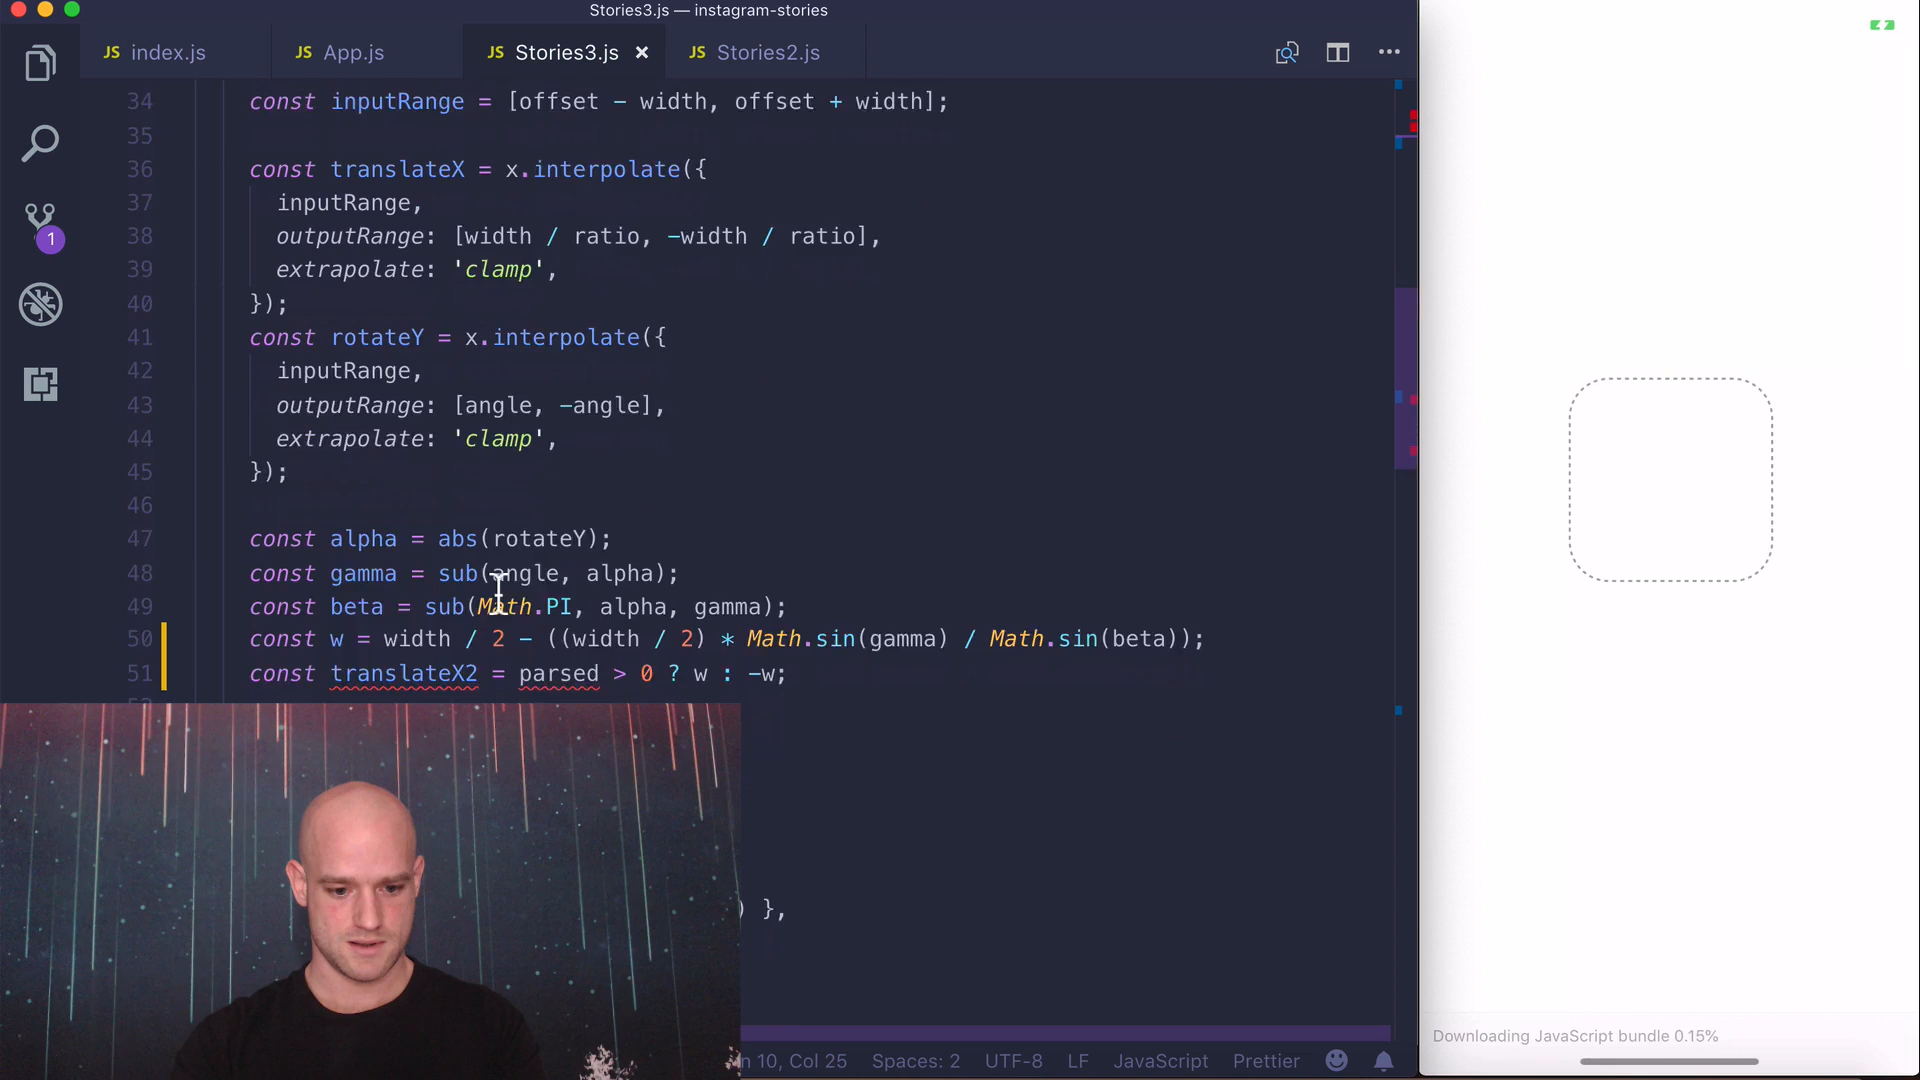 Stories3.js — instagram-stories
JS index.js
JS App.js
JS Stories3.js
JS Stories2.js
34 const inputRange = [offset - width, offset + width];
35
36 const translateX = x.interpolate({
37 inputRange,
38 outputRange: [width / ratio, -width / ratio],
39 extrapolate: 'clamp',
40 });
41 const rotateY = x.interpolate({
42 inputRange,
43 outputRange: [angle, -angle],
44 extrapolate: 'clamp',
45 });
46
47 const alpha = abs(rotateY);
48 const gamma = sub(angle, alpha);
49 const beta = sub(Math.PI, alpha, gamma);
50 const w = width / 2 - ((width / 2) * Math.sin(gamma) / Math.sin(beta));
51 const translateX2 = parsed > 0 ? w : -w;
1
) },
n 10, Col 25 Spaces: 2 UTF-8 LF JavaScript Prettier
Downloading JavaScript bundle 0.15%